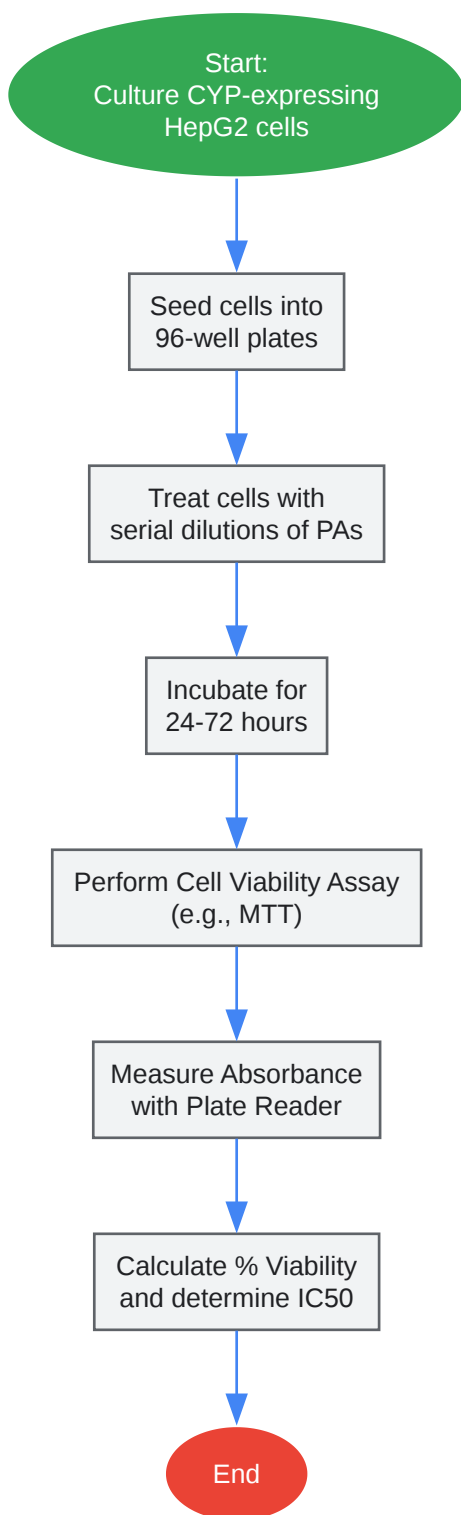 Start:
Culture CYP-expressing
HepG2 cells
Seed cells into
96-well plates
Treat cells with
serial dilutions of PAs
Incubate for
24-72 hours
Perform Cell Viability Assay
(e.g., MTT)
Measure Absorbance
with Plate Reader
Calculate % Viability
and determine IC50
End